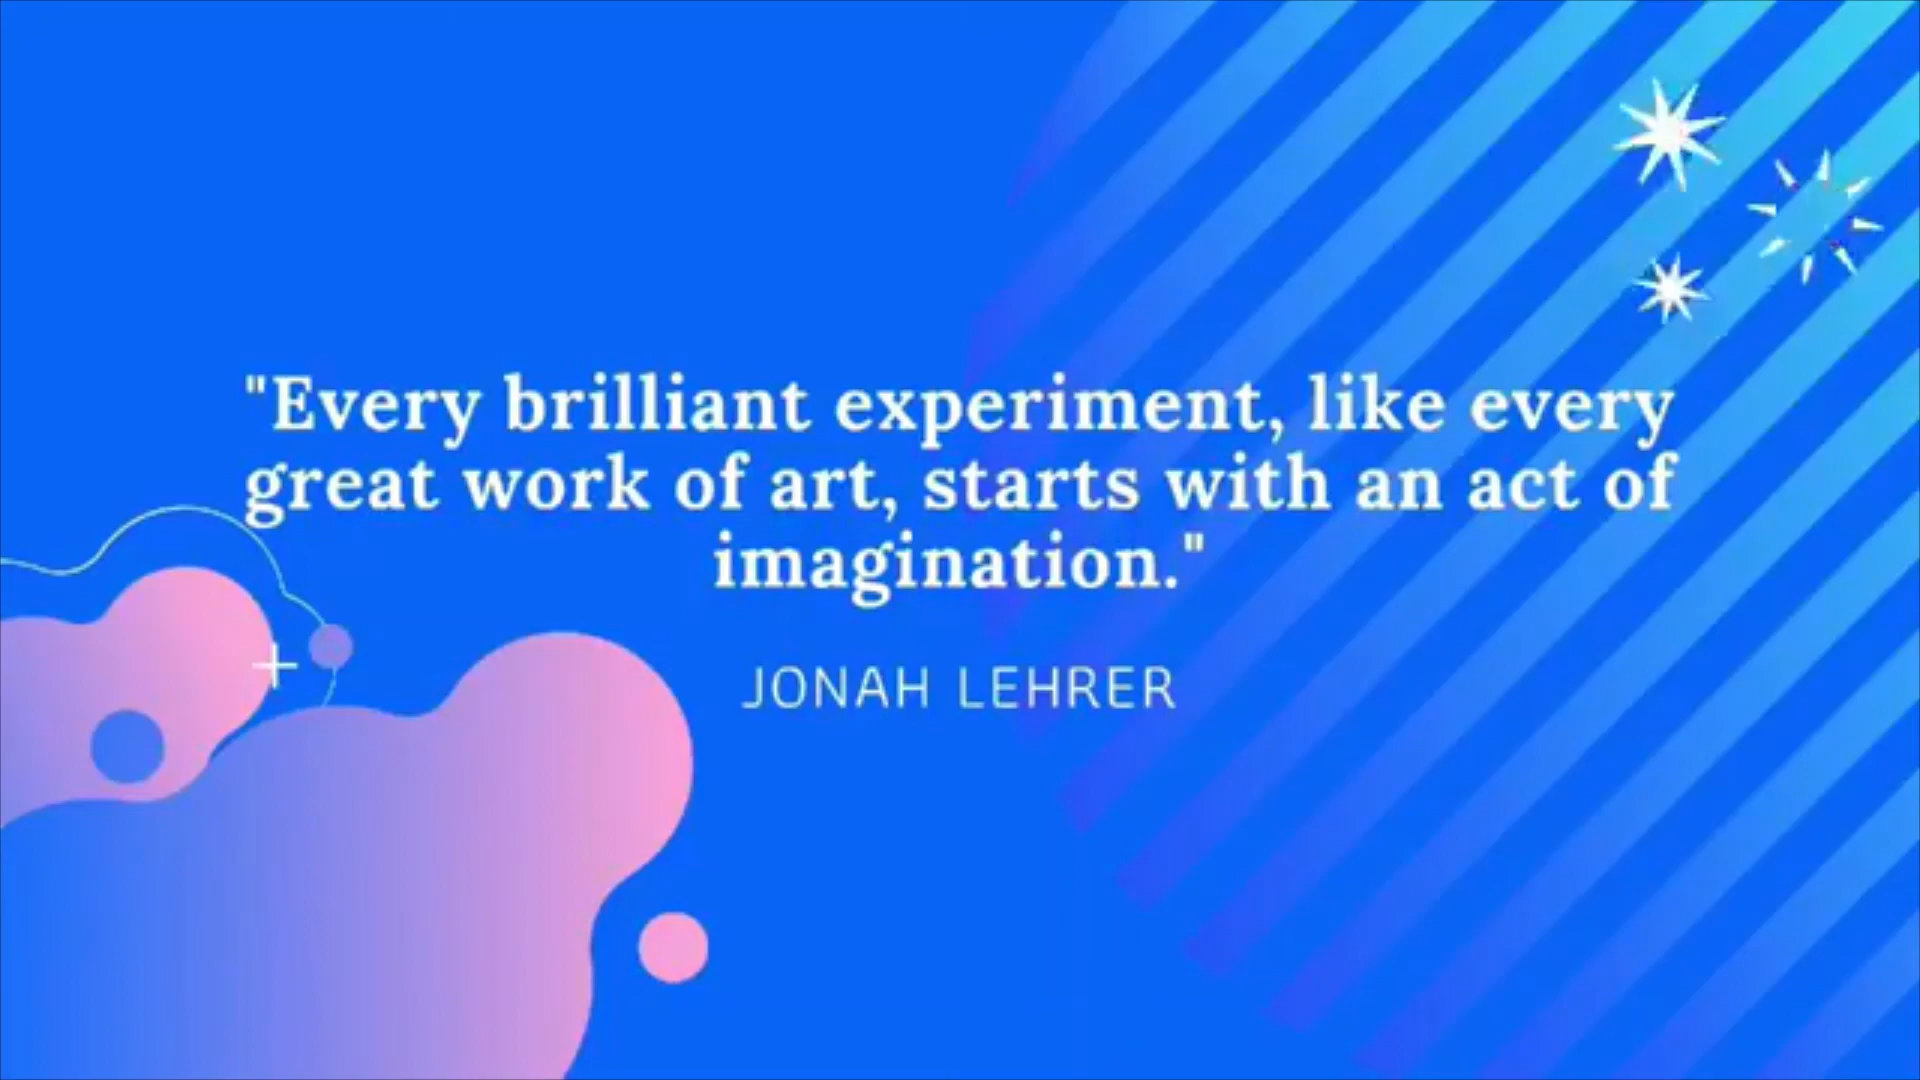 "Every brilliant experiment, like every
great work of art, starts with an act of
imagination."
JONAH LEHRER